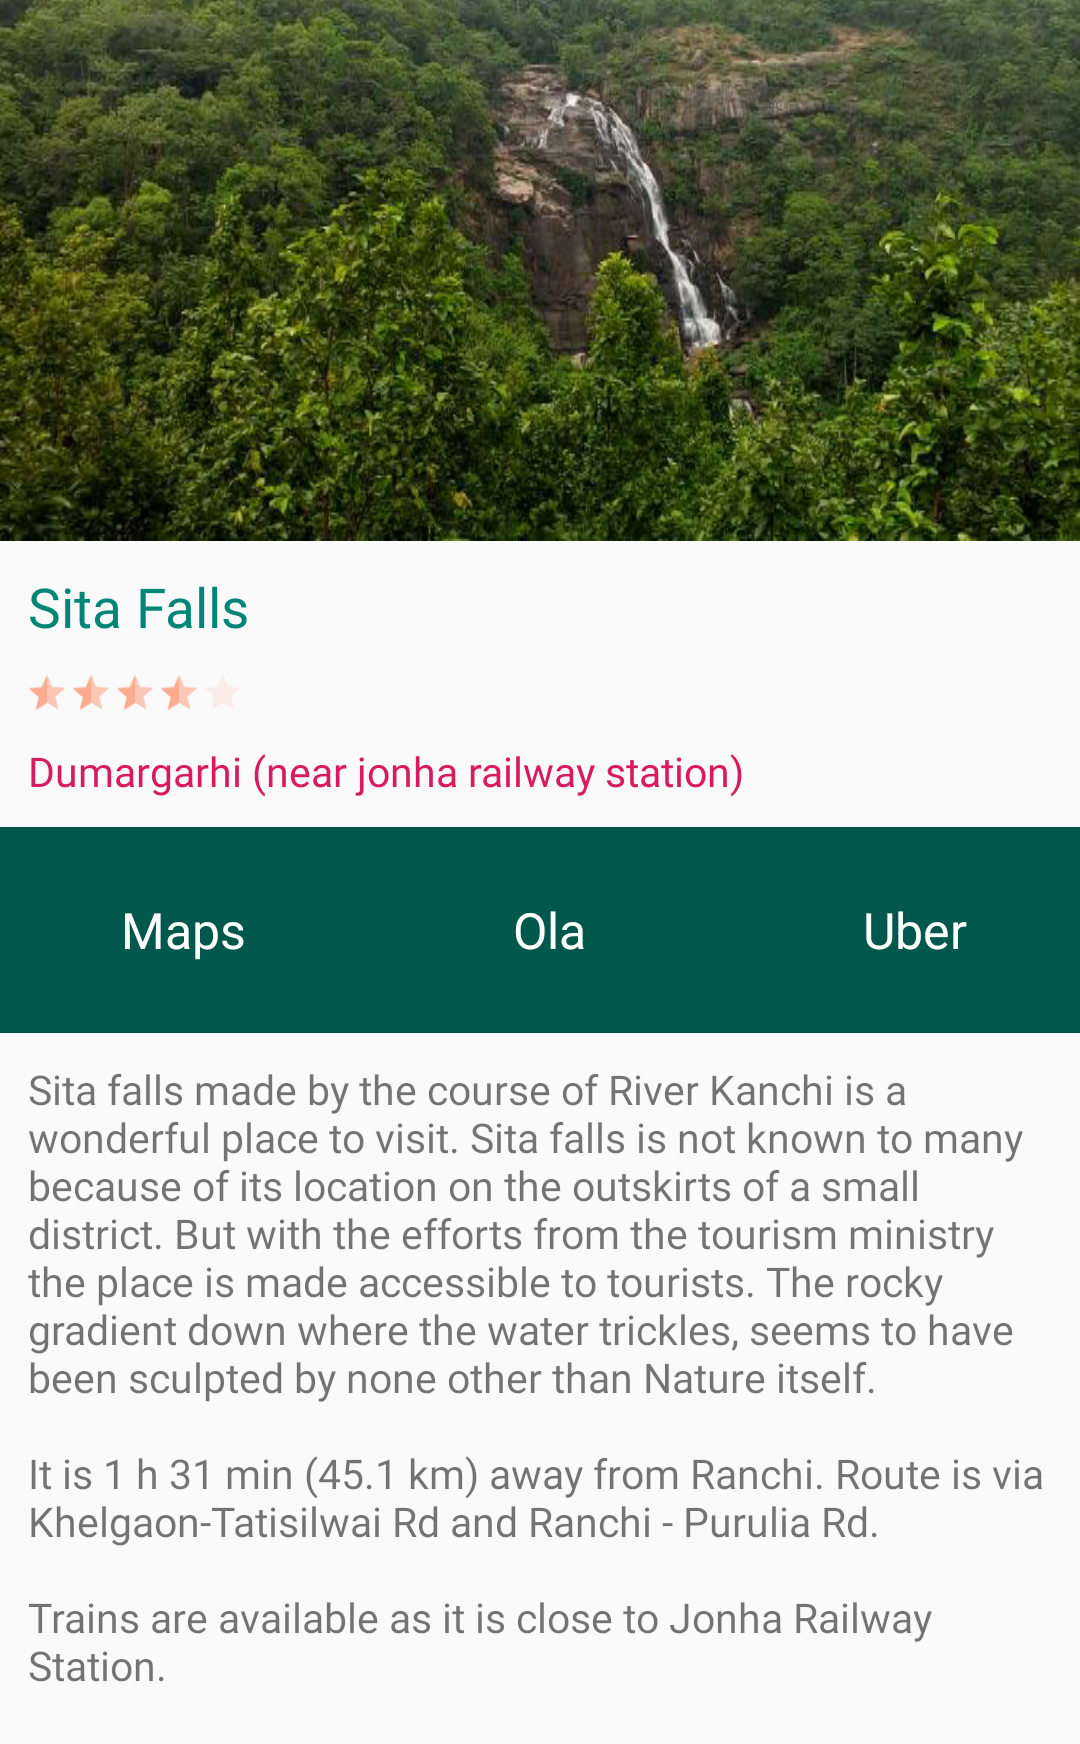 Sita Falls
Dumargarhi (near jonha railway station)
Maps
Ola
Uber
Sita falls made by the course of River Kanchi is a
wonderful place to visit. Sita falls is not known to many
because of its location on the outskirts of a small
district. But with the efforts from the tourism ministry
the place is made accessible to tourists. The rocky
gradient down where the water trickles, seems to have
been sculpted by none other than Nature itself.
It is 1 h 31 min (45.1 km) away from Ranchi. Route is via
Khelgaon-Tatisilwai Rd and Ranchi - Purulia Rd.
Trains are available as it is close to Jonha Railway
Station.